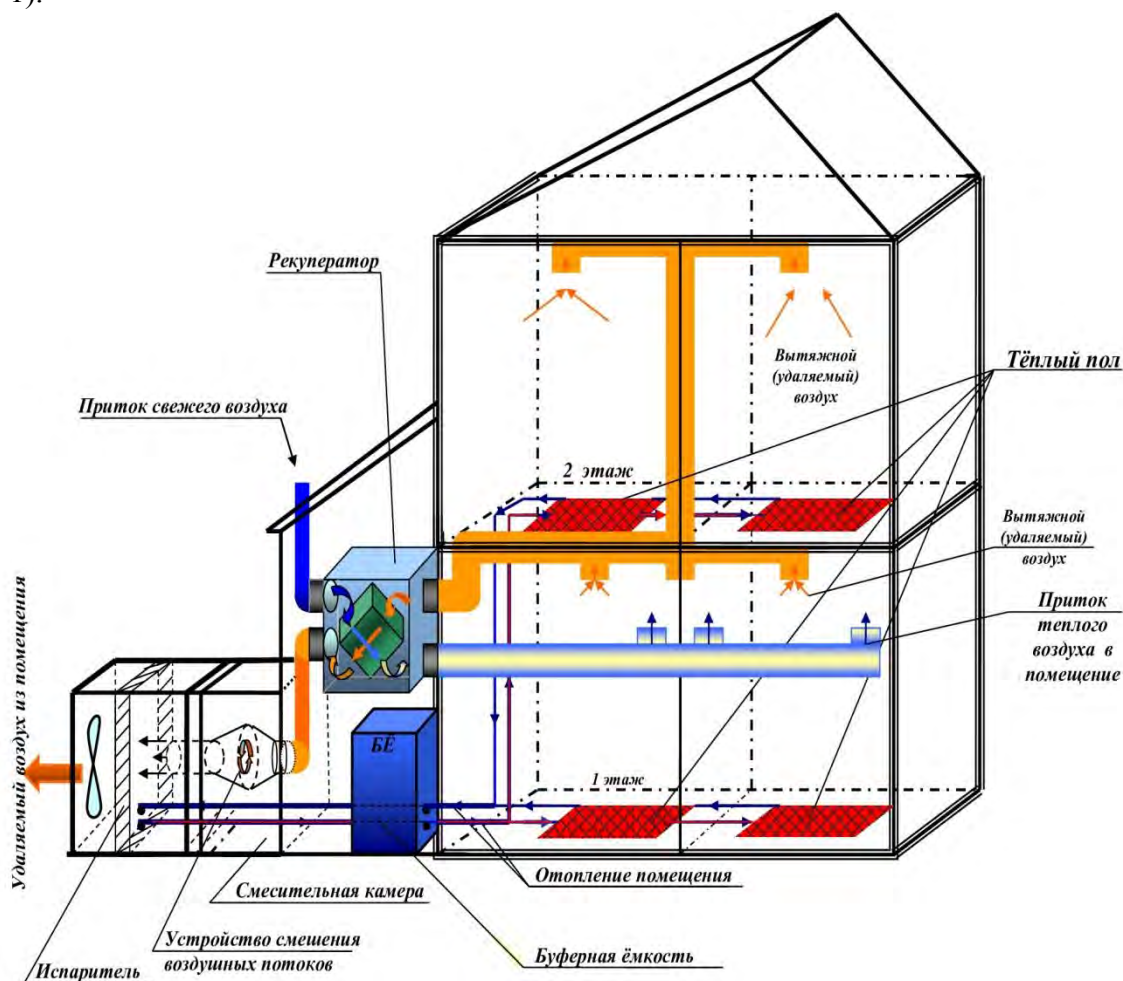 1).
Рекуператор
Приток свежего воздуха
Вытяжной
(удаляемый)
воздух
Тёплый пол
2 этаж
Вытяжной
(удаляемый)
воздух
Приток
теплого
воздуха в
помещение
Удаляемый воздух из помещения
БЁ
1 этаж
Отопление помещения
Смесительная камера
Устройство смешения
воздушных потоков
Буферная ёмкость
Испаритель